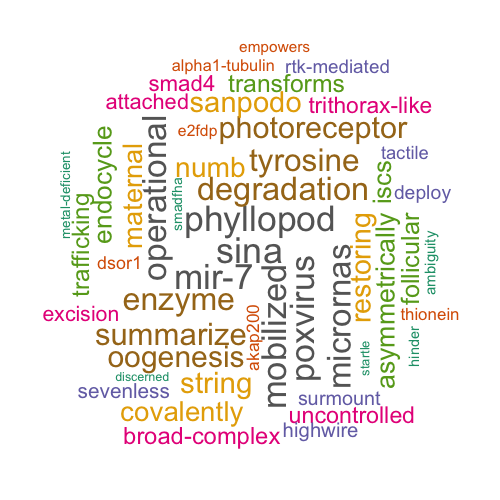 empowers
alpha1-tubulin
rtk-mediated
smad4
transforms
attached
sanpodo
trithorax-like
e2fdp
photoreceptor
metal-deficient
endocycle
maternal
operational
numb
tyrosine
tactile
smadfha
degradation
iscs
deploy
trafficking
phyllopod
restoring
asymmetrically
follicular
ambiguity
dsor1
sina
mir-7
mobilized
poxvirus
micrornas
excision
enzyme
akap200
thionein
summarize
startle
hinder
oogenesis
discerned
string
sevenless
surmount
covalently
uncontrolled
broad-complex
highwire